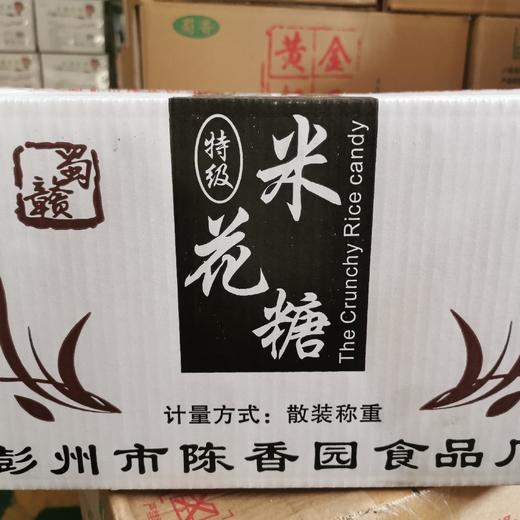 黄金
蜀赣
特级
米花糖
The Crunchy Rice candy
计量方式：散装称重
彭州市陈香园食品厂